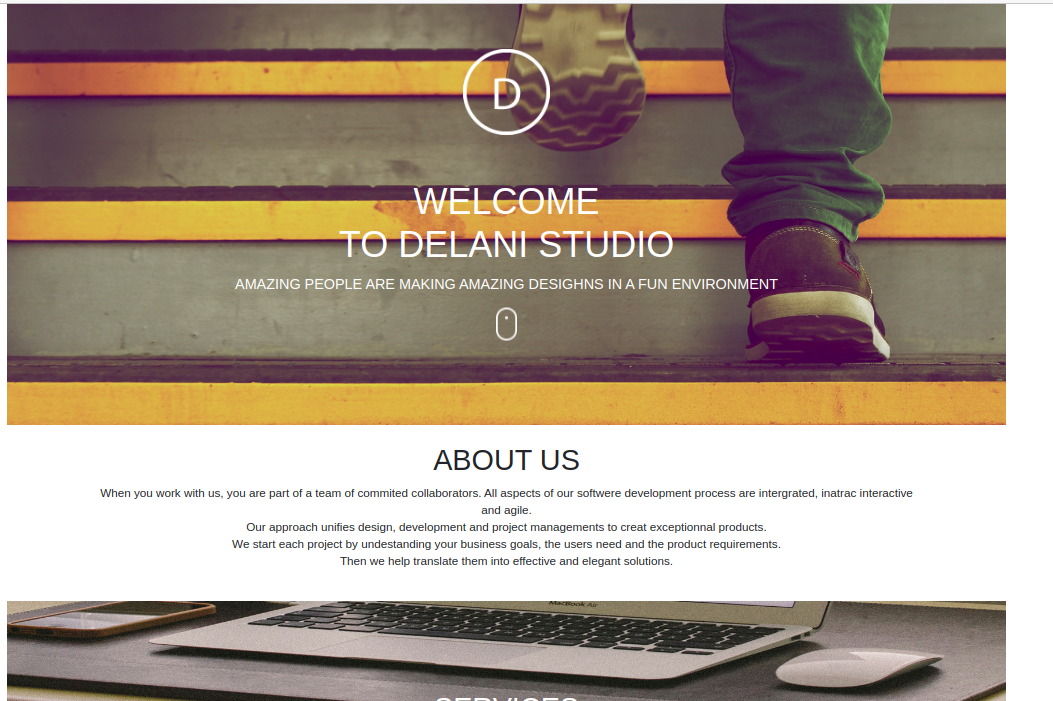 D
WELCOME
TO DELANI STUDIO
AMAZING PEOPLE ARE MAKING AMAZING DESIGHNS IN A FUN ENVIRONMENT
ABOUT US
When you work with us, you are part of a team of commited collaborators. All aspects of our softwere development process are intergrated, inatrac interactive
and agile.
Our approach unifies design, development and project managements to creat exceptionnal products.
We start each project by undestanding your business goals, the users need and the product requirements.
Then we help translate them into effective and elegant solutions.
MacBook Air
SERVICES